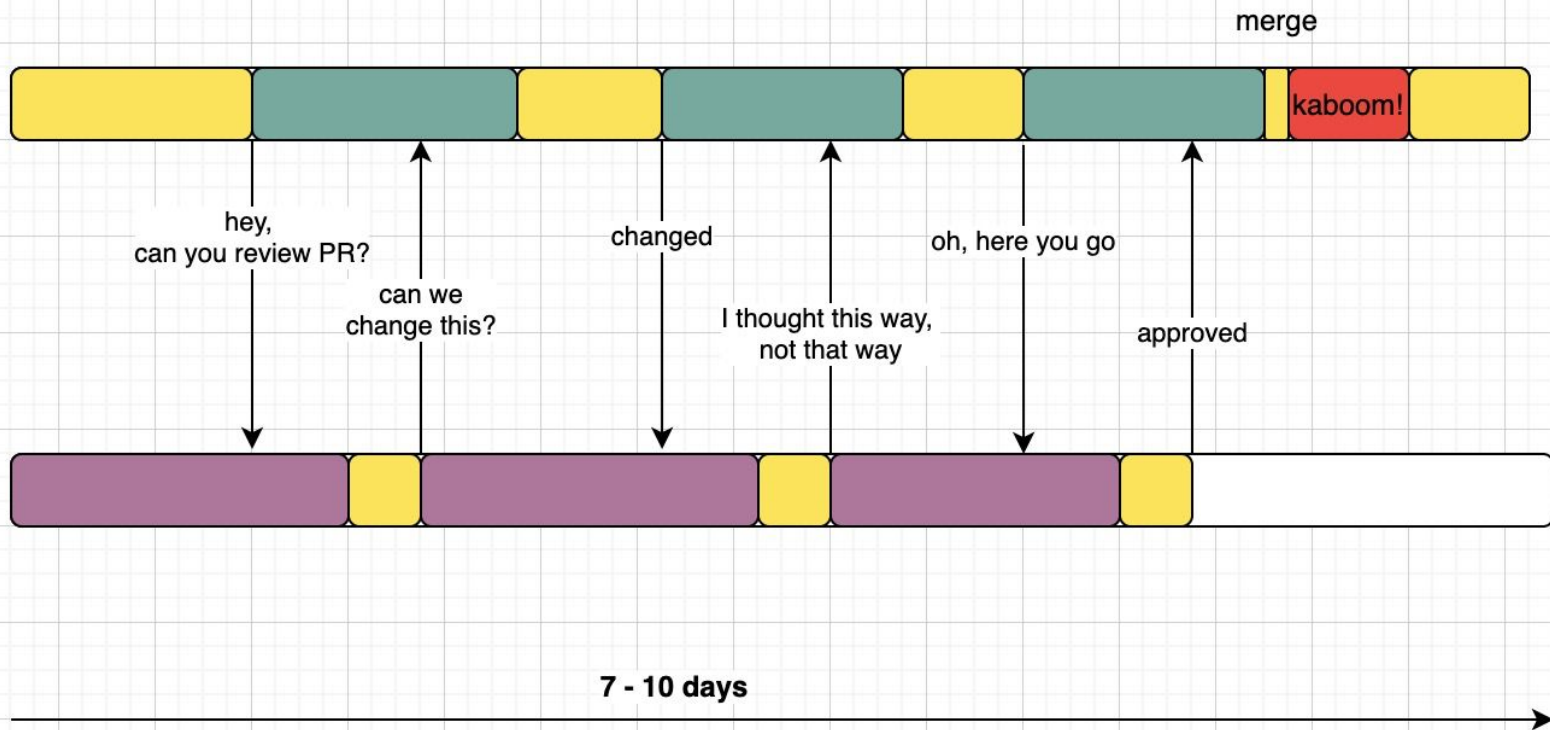 merge
kaboom!
hey,
can you review PR?
can we
change this?
changed
I thought this way,
not that way
oh, here you go
approved
7 - 10 days